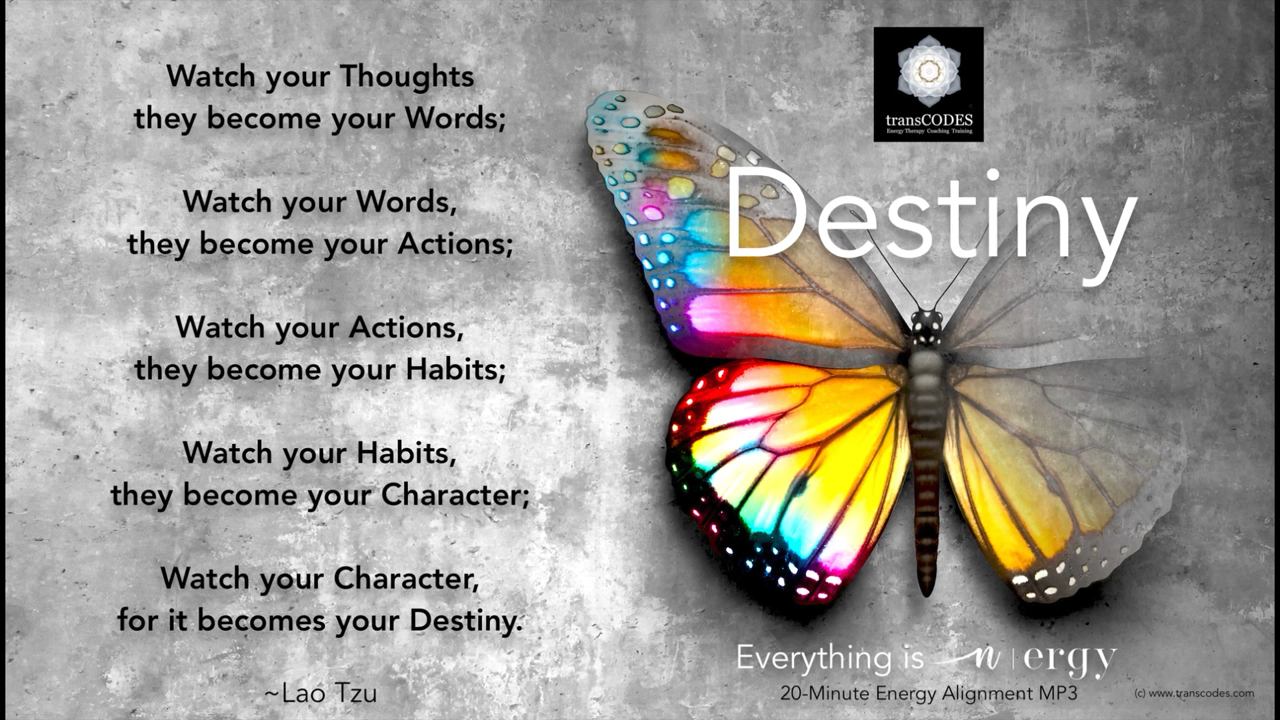 Watch your Thoughts
they become your Words;
Watch your Words,
they become your Actions;
Watch your Actions,
they become your Habits;
Watch your Habits,
they become your Character;
Watch your Character,
for it becomes your Destiny.
~Lao Tzu
transCODES
Energy Therapy Coaching Training
Destiny
Everything is n|ergy
20-Minute Energy Alignment MP3
(c) www.transcodes.com